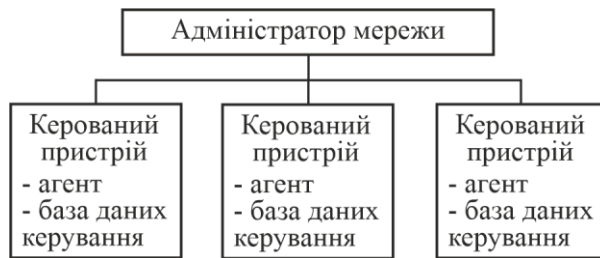 Адміністратор мережи
Керований
пристрій
- агент
- база даних
керування
Керований
пристрій
- агент
- база даних
керування
Керований
пристрій
- агент
- база даних
керування